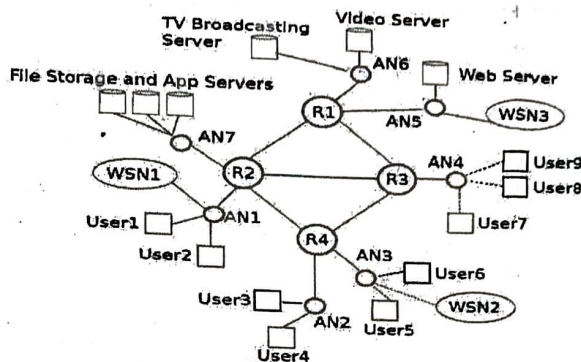 TV Broadcasting
Server
Video Server
AN6
Web Server
File Storage and App Servers
R1
AN5
WSN3
AN7
WSN1
R2
R3
AN4
User9
User8
User7
User1
AN1
User2
R4
AN3
User6
User3
WSN2
AN2
User5
User4